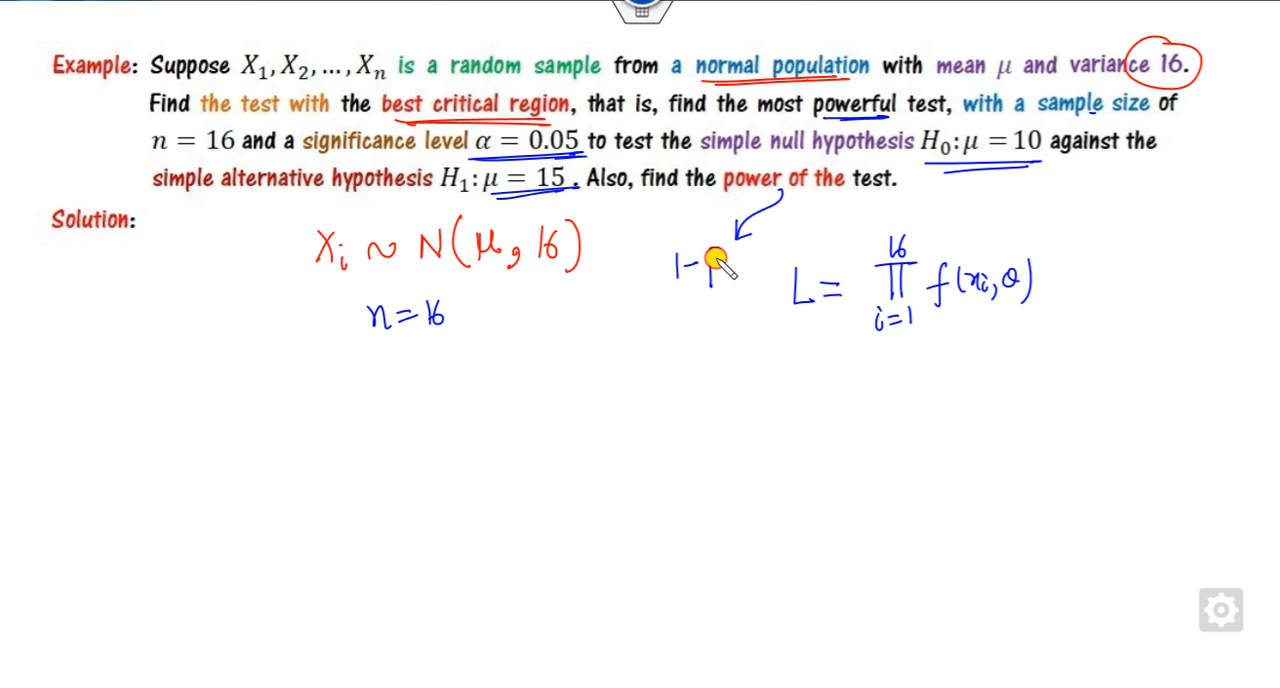 Example: Suppose X₁, X₂, ..., Xₙ is a random sample from a normal population with mean μ and variance 16.
Find the test with the best critical region, that is, find the most powerful test, with a sample size of
n = 16 and a significance level α = 0.05 to test the simple null hypothesis H₀: μ = 10 against the
simple alternative hypothesis H₁: μ = 15. Also, find the power of the test.
Solution:
Xᵢ ~ N(μ, 16)
n = 16
1-
L = ∏ᵢ₌₁¹⁶ f(xᵢ, θ)